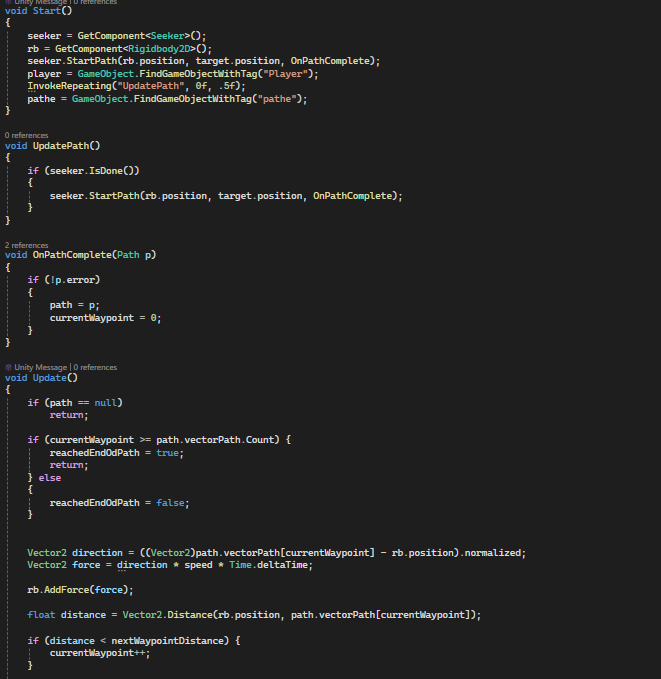 Unity Message | 0 references
void Start()
{
seeker = GetComponent<Seeker>();
rb = GetComponent<Rigidbody2D>();
seeker.StartPath(rb.position, target.position, OnPathComplete);
player = GameObject.FindGameObjectWithTag("Player");
InvokeRepeating("UpdatePath", 0f, .5f);
pathe = GameObject.FindGameObjectWithTag("pathe");
}
0 references
void UpdatePath()
{
if (seeker.IsDone())
{
seeker.StartPath(rb.position, target.position, OnPathComplete);
}
}
2 references
void OnPathComplete(Path p)
{
if (!p.error)
{
path = p;
currentWaypoint = 0;
}
}
Unity Message | 0 references
void Update()
{
if (path == null)
return;
if (currentWaypoint >= path.vectorPath.Count) {
reachedEndOdPath = true;
return;
} else
{
reachedEndOdPath = false;
}
Vector2 direction = ((Vector2)path.vectorPath[currentWaypoint] - rb.position).normalized;
Vector2 force = direction * speed * Time.deltaTime;
rb.AddForce(force);
float distance = Vector2.Distance(rb.position, path.vectorPath[currentWaypoint]);
if (distance < nextWaypointDistance) {
currentWaypoint++;
}